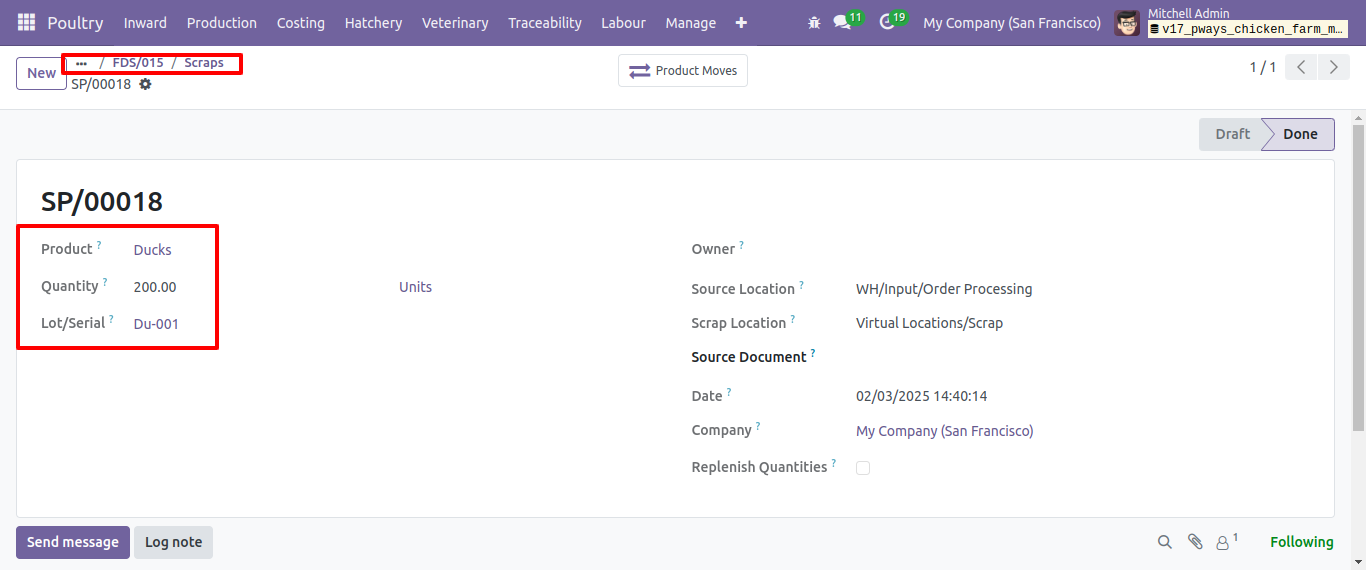 Poultry Inward Production Costing Hatchery Veterinary Traceability Labour Manage 11 19 My Company (San Francisco) Mitchell Admin
v17_pways_chicken_farm_m...
New ... / FDS/015 / Scraps
SP/00018
Product Moves
1 / 1
Draft Done
SP/00018
Product ? Ducks
Quantity ? 200.00 Units
Lot/Serial ? Du-001
Owner ?
Source Location ? WH/Input/Order Processing
Scrap Location ? Virtual Locations/Scrap
Source Document ?
Date ? 02/03/2025 14:40:14
Company ? My Company (San Francisco)
Replenish Quantities ?
Send message Log note 1 Following